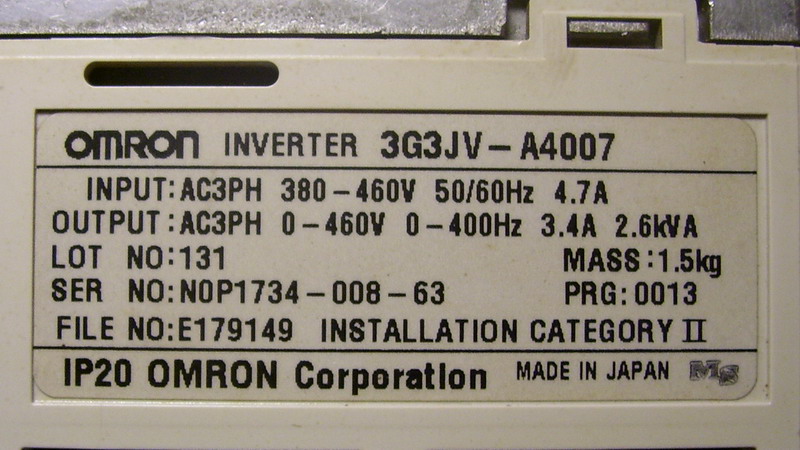 OMRON INVERTER 3G3JV-A4007
INPUT:AC3PH 380-460V 50/60Hz 4.7A
OUTPUT:AC3PH 0-460V 0-400Hz 3.4A 2.6kVA
LOT NO:131 MASS:1.5kg
SER NO:N0P1734-008-63 PRG:0013
FILE NO:E179149 INSTALLATION CATEGORY II
IP20 OMRON Corporation MADE IN JAPAN MS